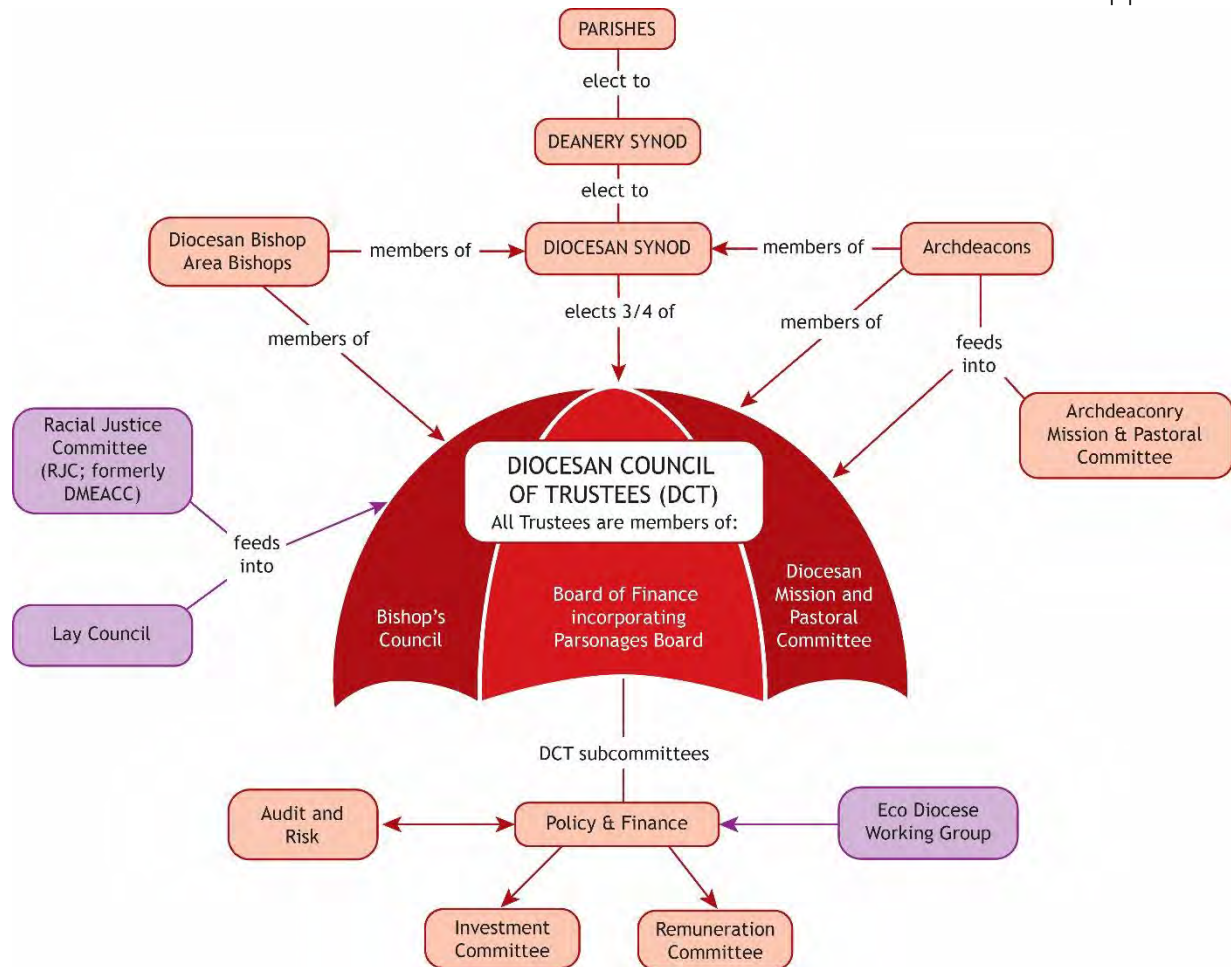 PARISHES
elect to
DEANERY SYNOD
elect to
Diocesan Bishop
Area Bishops
members of
DIOCESAN SYNOD
members of
Archdeacons
members of
elects 3/4 of
members of
feeds
into
Racial Justice
Committee
(RJC; formerly
DMEACC)
Archdeaconry
Mission & Pastoral
Committee
DIOCESAN COUNCIL
OF TRUSTEES (DCT)
All Trustees are members of:
feeds
into
Lay Council
Bishop's
Council
Board of Finance
incorporating
Parsonages Board
Diocesan
Mission and
Pastoral
Committee
DCT subcommittees
Audit and
Risk
Policy & Finance
Eco Diocese
Working Group
Investment
Committee
Remuneration
Committee